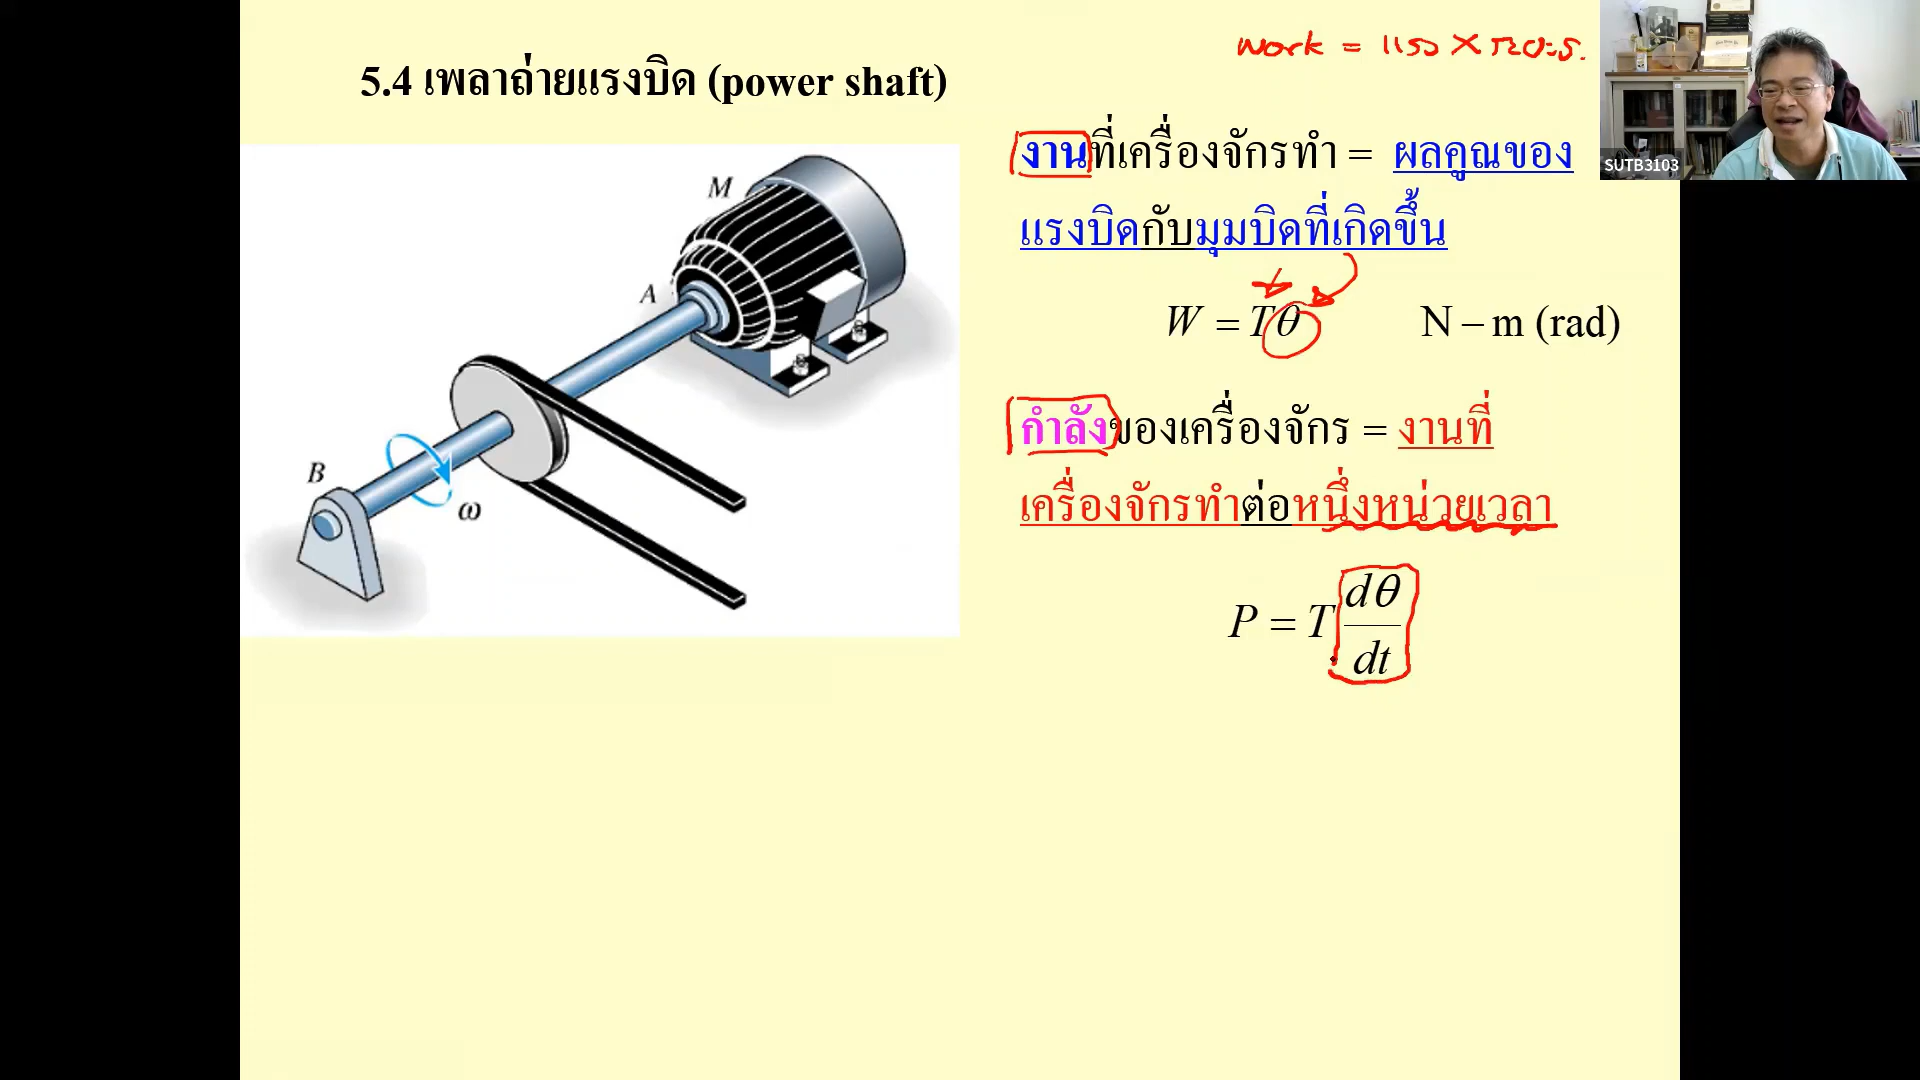 work = แรง × ระยะ.
5.4 เพลาถ่ายแรงบิด (power shaft)
งานที่เครื่องจักรทำ = ผลคูณของ
แรงบิดกับมุมบิดที่เกิดขึ้น
W = Tθ N – m (rad)
กำลังของเครื่องจักร = งานที่
เครื่องจักรทำต่อหนึ่งหน่วยเวลา
P = T dθ/dt
M
A
B
ω
SUTB3103